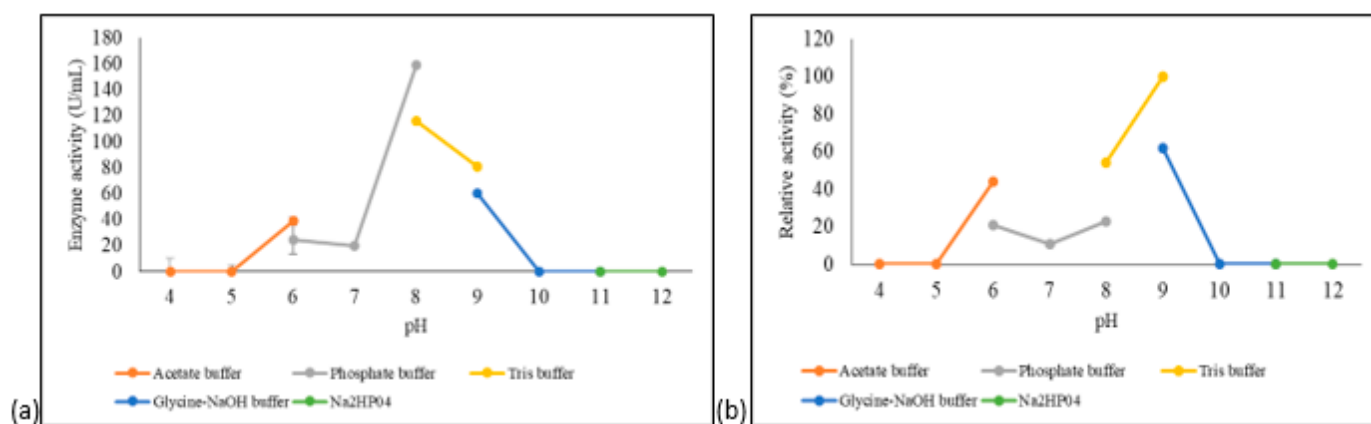 180
160
140
120
100
80
60
40
20
0
Enzyme activity (U/mL)
4 5 6 7 8 9 10 11 12
pH
Acetate buffer Phosphate buffer Tris buffer
Glycine-NaOH buffer Na2HP04
(a)
120
100
80
60
40
20
0
Relative activity (%)
4 5 6 7 8 9 10 11 12
pH
Acetate buffer Phosphate buffer Tris buffer
Glycine-NaOH buffer Na2HP04
(b)